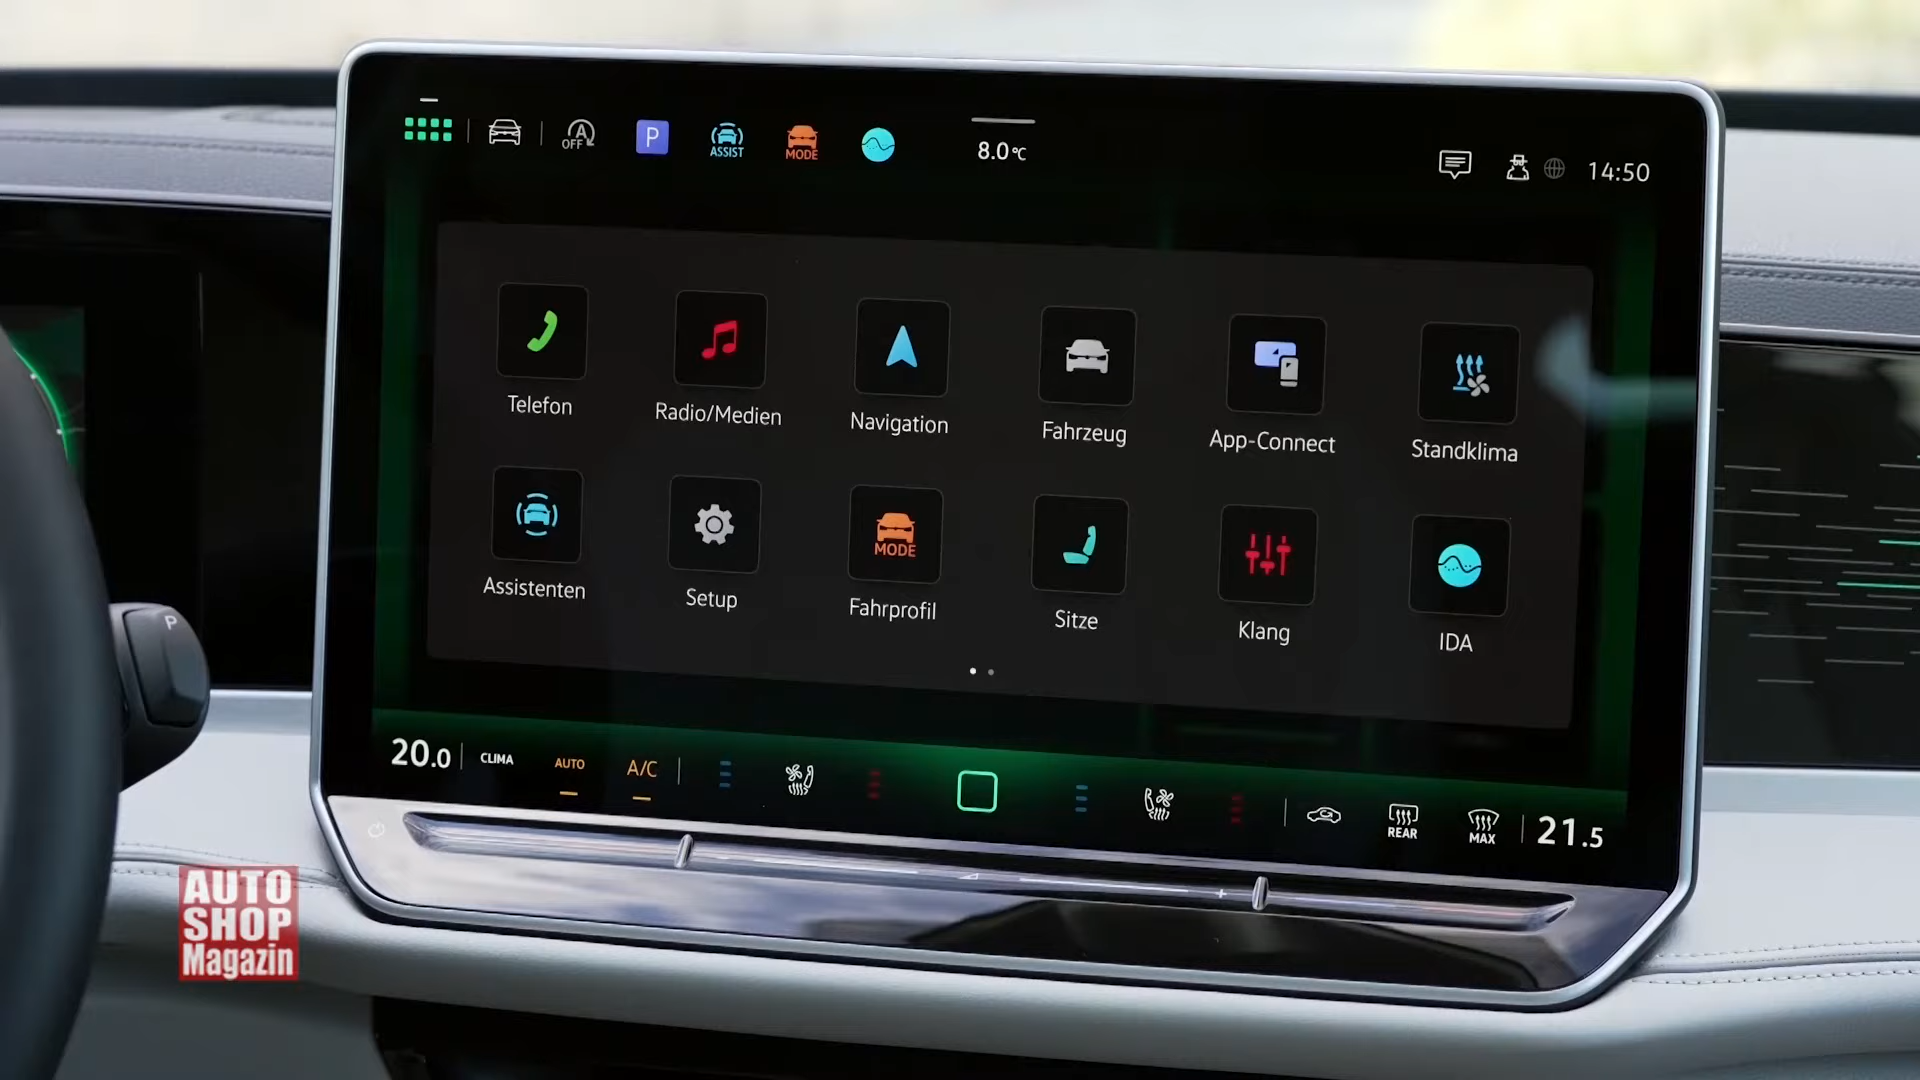 A OFF
P
ASSIST
MODE
8.0°C
14:50
Telefon
Radio/Medien
Navigation
Fahrzeug
App-Connect
Standklima
Assistenten
Setup
MODE
Fahrprofil
Sitze
Klang
IDA
20.0
CLIMA
AUTO
A/C
REAR
MAX
21.5
P
AUTO
SHOP
Magazin